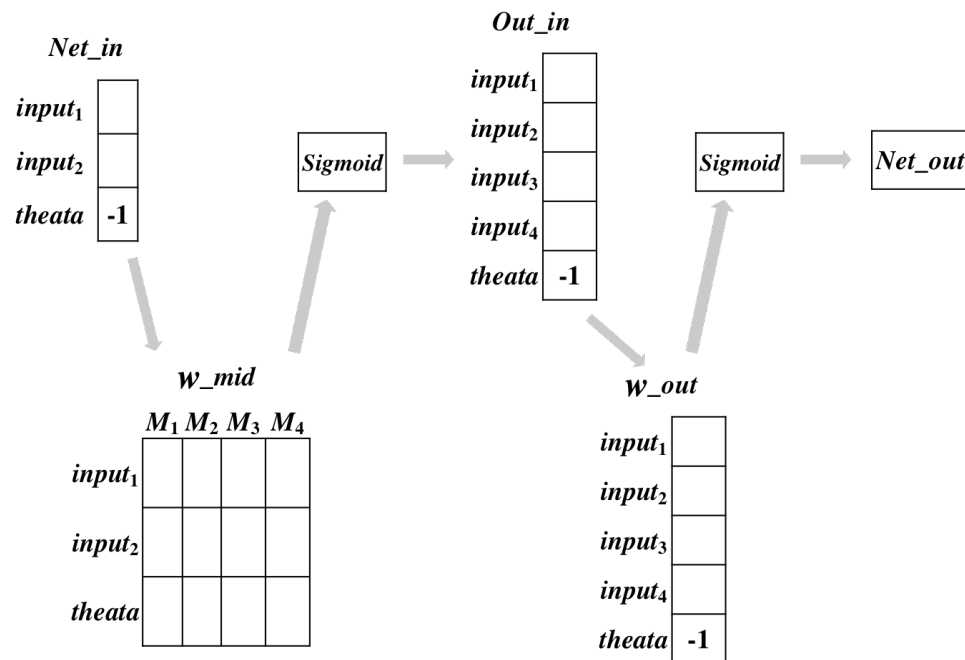 Net_in
input1
input2
theata -1
w_mid
M1 M2 M3 M4
input1
input2
theata
Sigmoid
Out_in
input1
input2
input3
input4
theata -1
w_out
input1
input2
input3
input4
theata -1
Sigmoid
Net_out